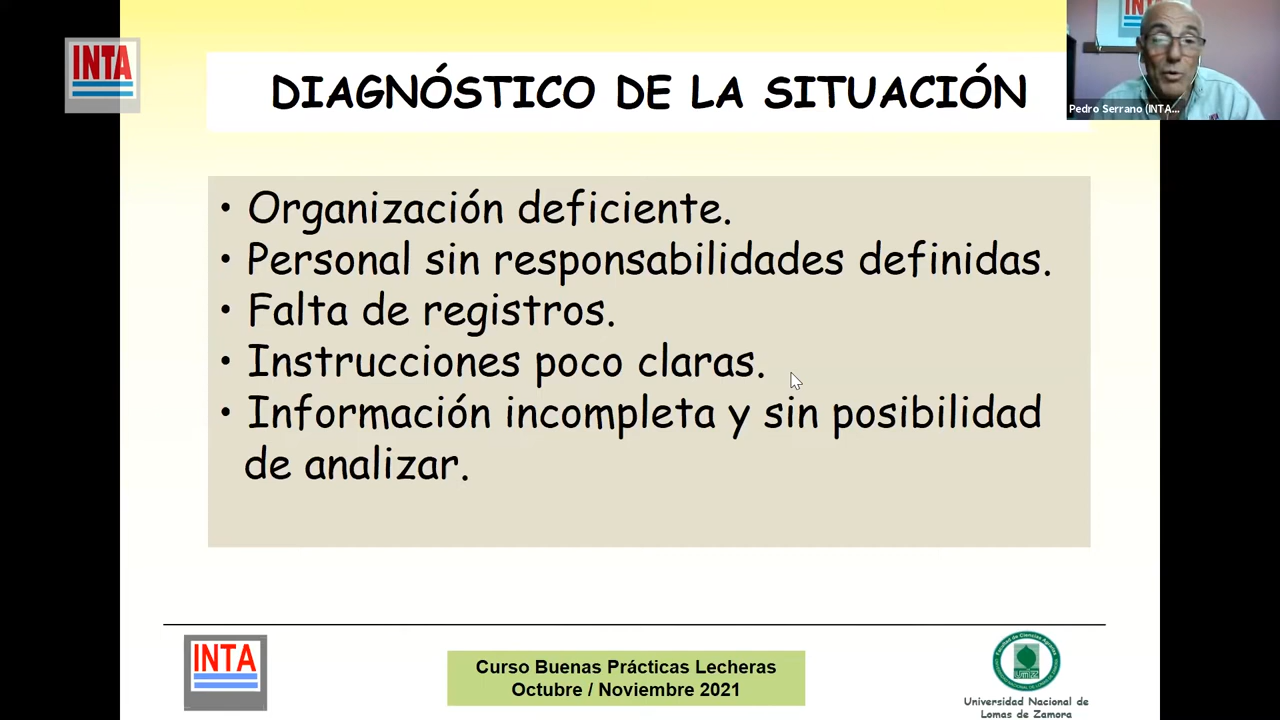 INTA
INTA
Pedro Serrano (INTA...
DIAGNÓSTICO DE LA SITUACIÓN
• Organización deficiente.
• Personal sin responsabilidades definidas.
• Falta de registros.
• Instrucciones poco claras.
• Información incompleta y sin posibilidad
de analizar.
INTA
Curso Buenas Prácticas Lecheras
Octubre / Noviembre 2021
Universidad Nacional de
Lomas de Zamora